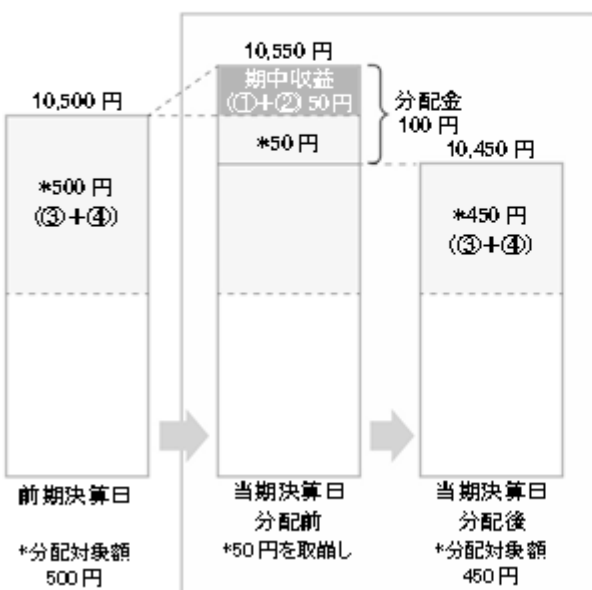 10,550 円
期中収益
(①+②) 50円
10,500 円
分配金
100 円
*50 円
10,450 円
*500 円
(③+④)
*450 円
(③+④)
前期決算日
当期決算日
分配前
当期決算日
分配後
*分配対象額
500 円
*50 円を取崩し
*分配対象額
450 円